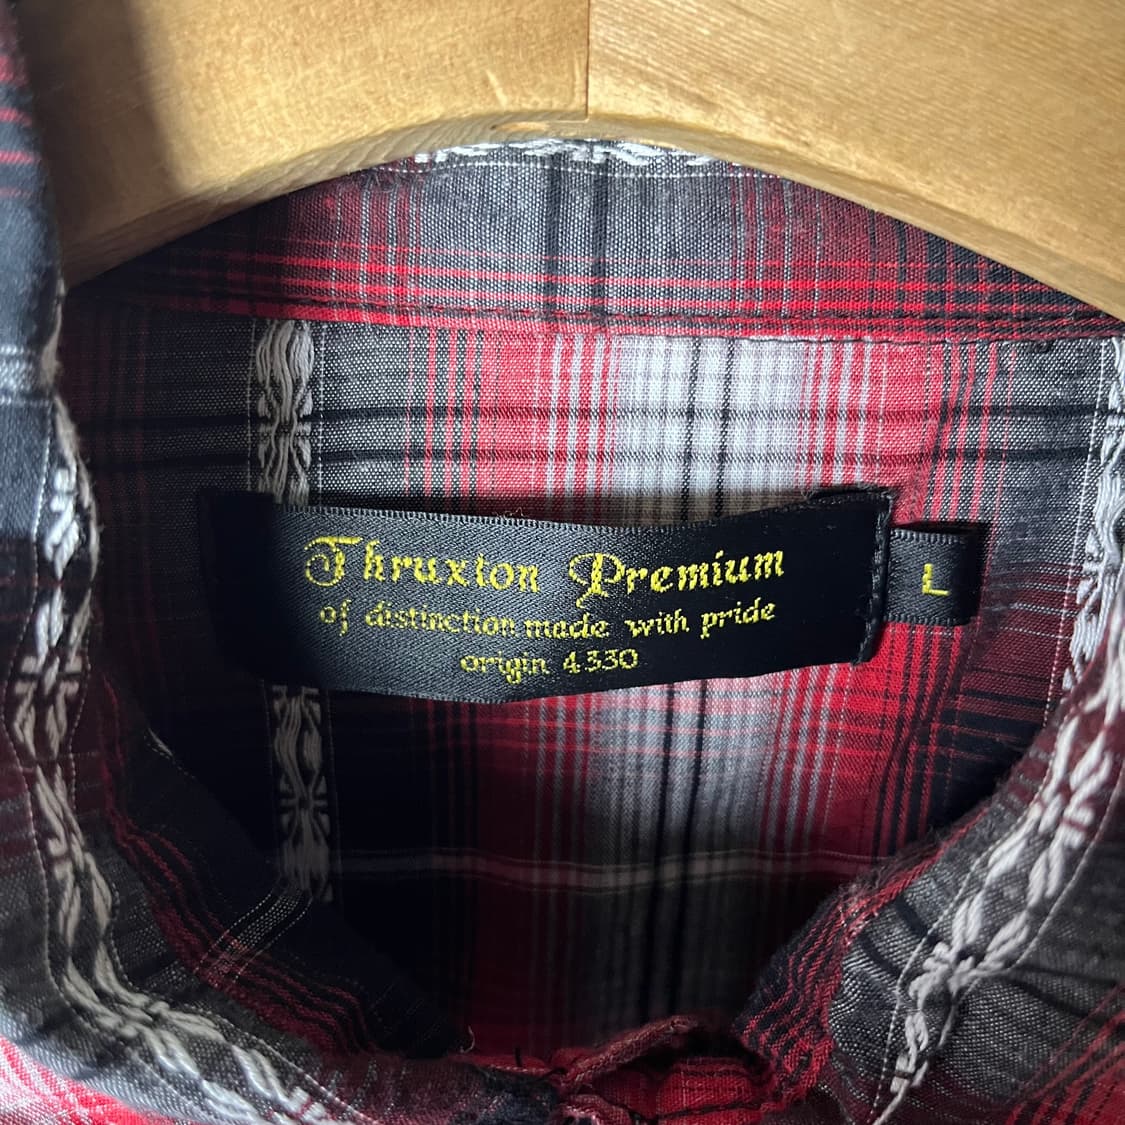 Thruxton Premium
of distinction made with pride
origin 4330
L